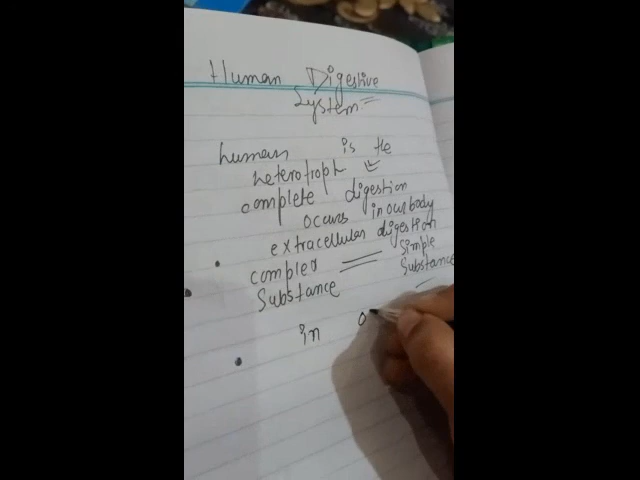 Human Digestive
System
human is the
heterotroph
complete digestion
occurs in our body
extracellular digestion
complex simple
Substance Substance
in o